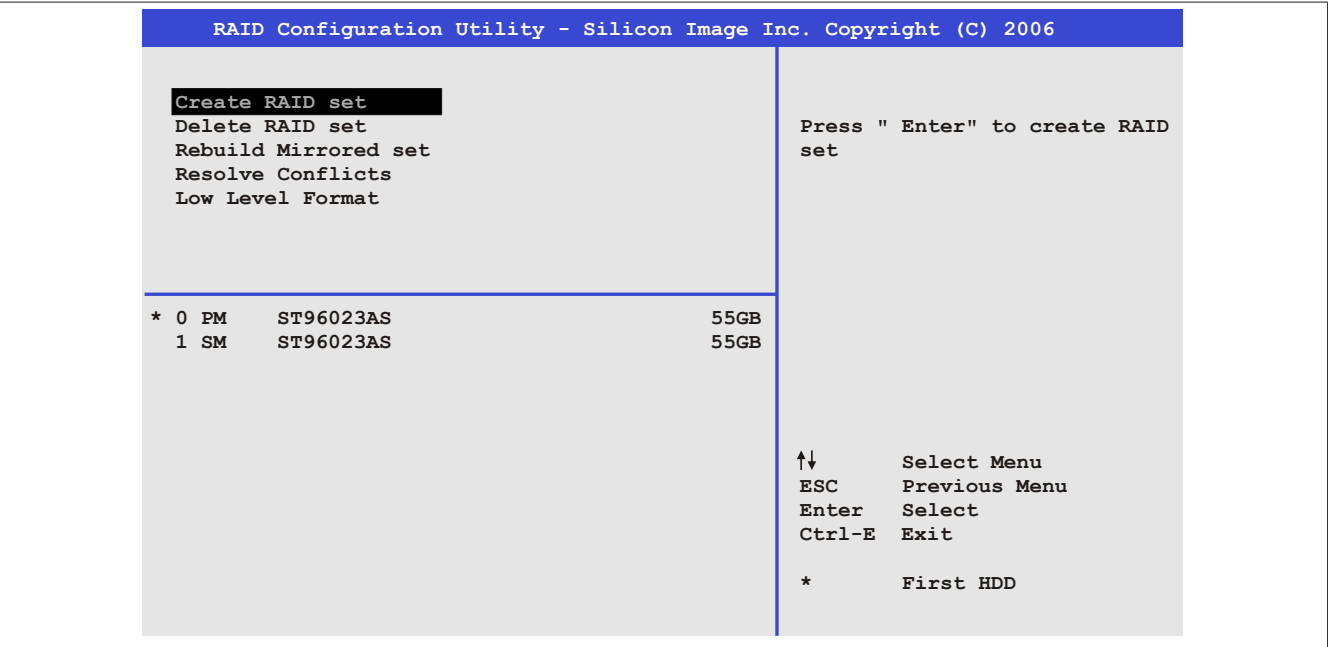 RAID Configuration Utility - Silicon Image Inc. Copyright (C) 2006
Create RAID set
Delete RAID set
Rebuild Mirrored set
Resolve Conflicts
Low Level Format
Press " Enter" to create RAID
set
* 0 PM ST96023AS 55GB
1 SM ST96023AS 55GB
↑↓ Select Menu
ESC Previous Menu
Enter Select
Ctrl-E Exit
* First HDD